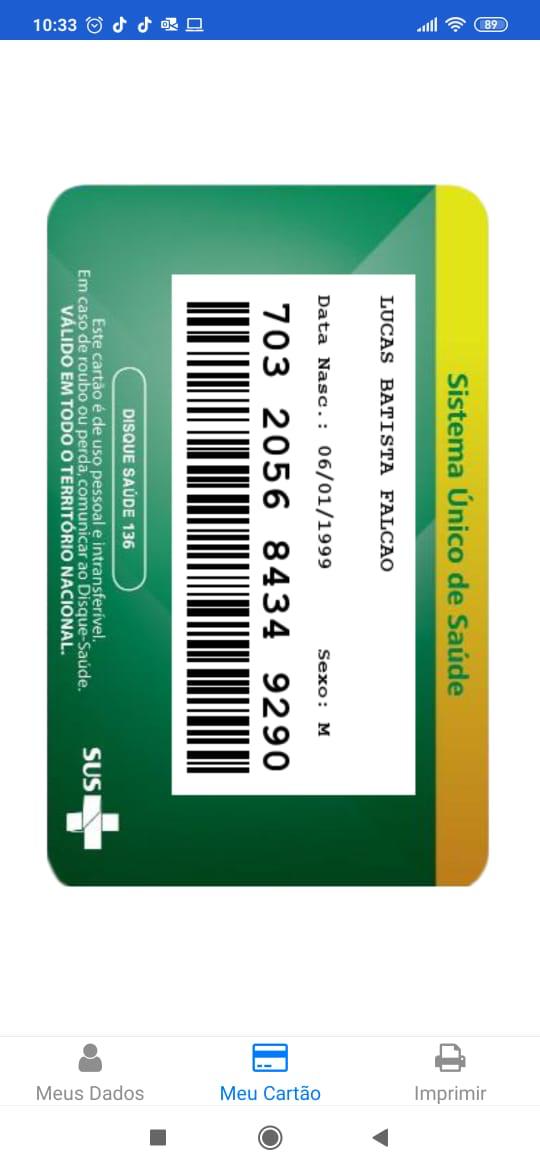 10:33
89
Sistema Único de Saúde
LUCAS BATISTA FALCAO
Data Nasc.: 06/01/1999 Sexo: M
703 2056 8434 9290
DISQUE SAÚDE 136
Este cartão é de uso pessoal e intransferível.
Em caso de roubo ou perda, comunicar ao Disque-Saúde.
VÁLIDO EM TODO O TERRITÓRIO NACIONAL.
SUS
Meus Dados
Meu Cartão
Imprimir